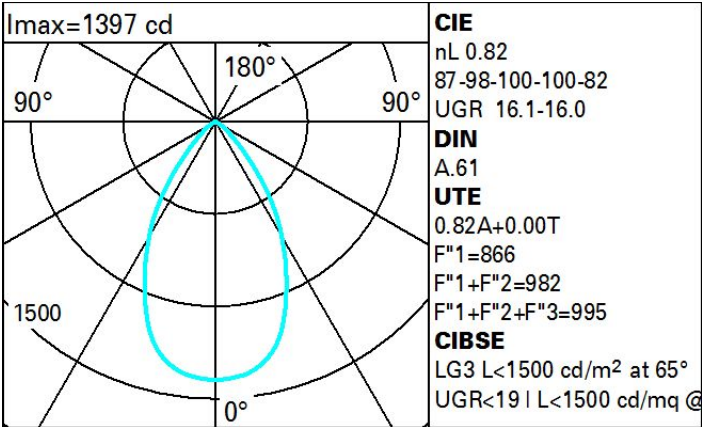 Imax=1397 cd
180°
90°
90°
1500
0°
CIE
nL 0.82
87-98-100-100-82
UGR 16.1-16.0
DIN
A.61
UTE
0.82A+0.00T
F"1=866
F"1+F"2=982
F"1+F"2+F"3=995
CIBSE
LG3 L<1500 cd/m² at 65°
UGR<19 | L<1500 cd/mq @